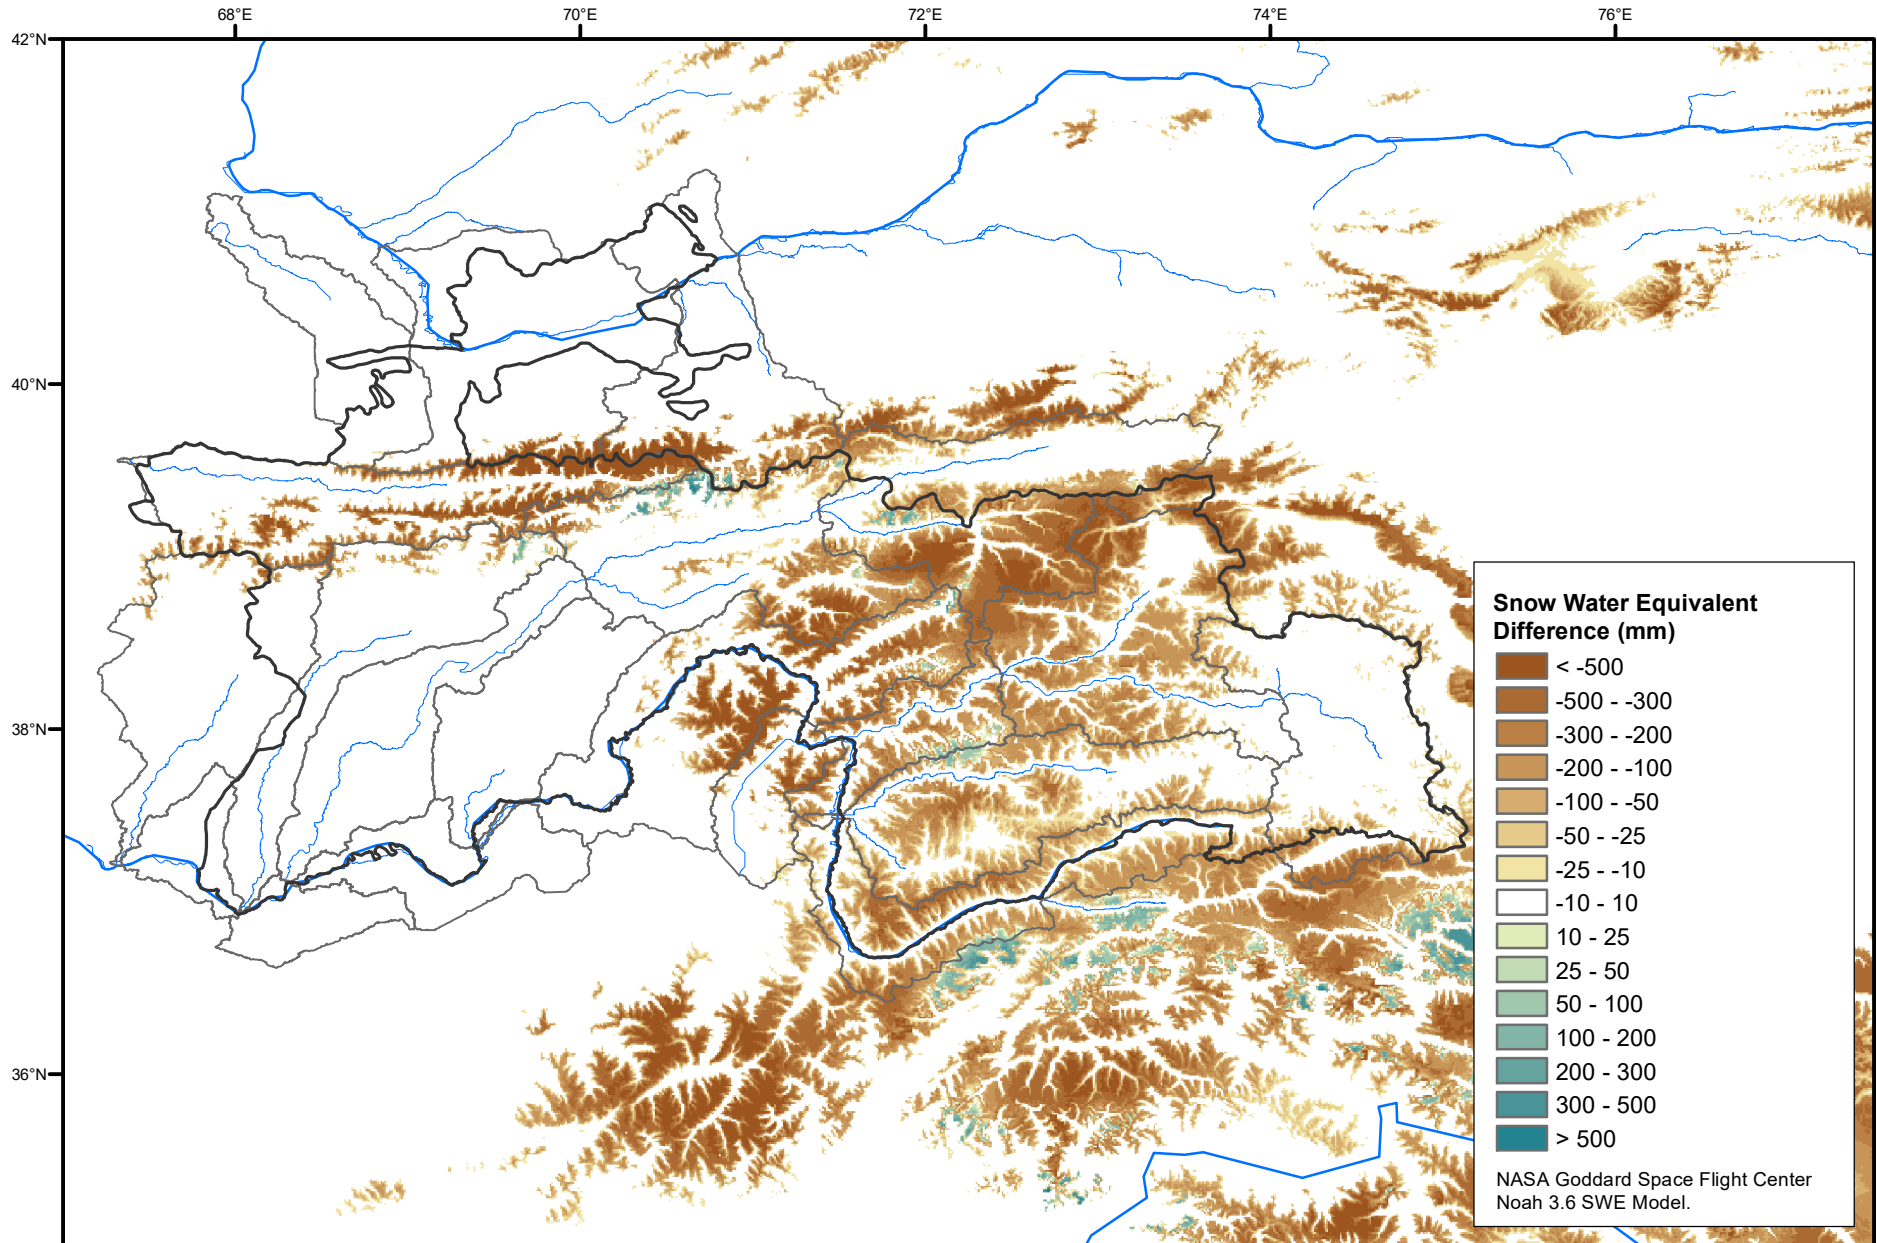 68°E 70°E 72°E 74°E 76°E
42°N
40°N
38°N
36°N
Snow Water Equivalent
Difference (mm)
< -500
-500 - -300
-300 - -200
-200 - -100
-100 - -50
-50 - -25
-25 - -10
-10 - 10
10 - 25
25 - 50
50 - 100
100 - 200
200 - 300
300 - 500
> 500
NASA Goddard Space Flight Center
Noah 3.6 SWE Model.